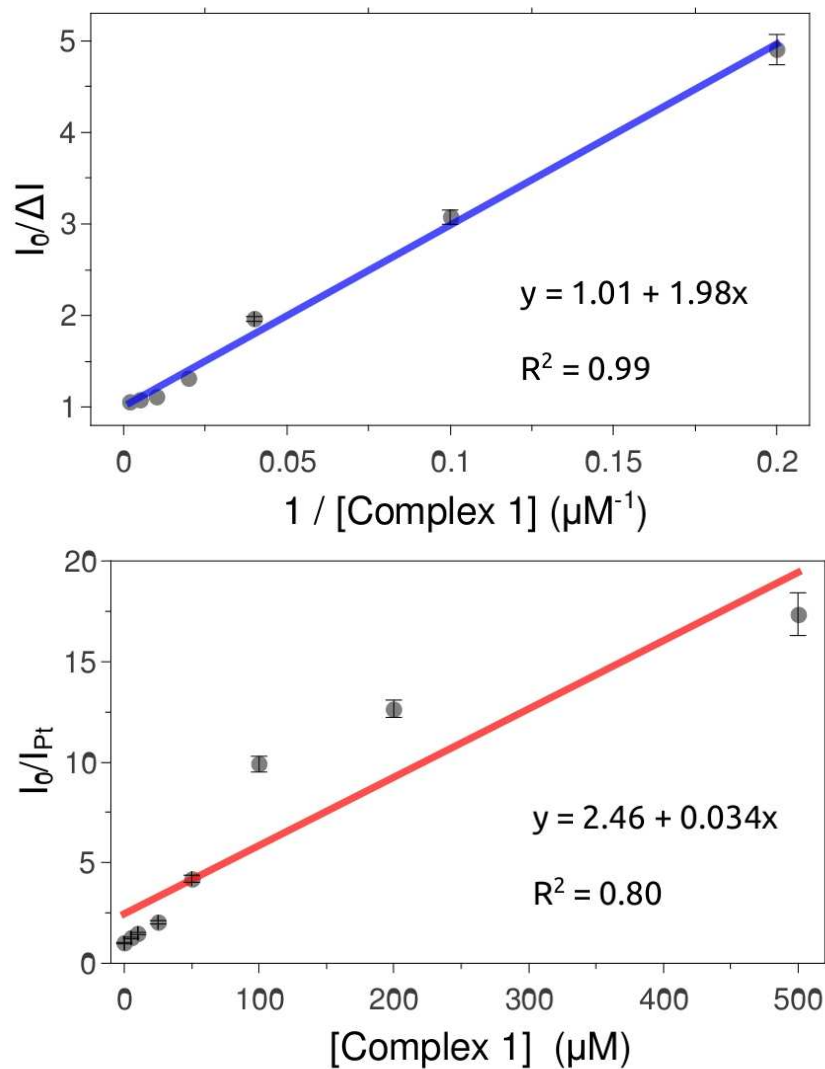 I₀/ΔI
5
4
3
2
1
y = 1.01 + 1.98x
R² = 0.99
0 0.05 0.1 0.15 0.2
1 / [Complex 1] (µM⁻¹)
I₀/I_Pt
20
15
10
5
0
y = 2.46 + 0.034x
R² = 0.80
0 100 200 300 400 500
[Complex 1] (µM)